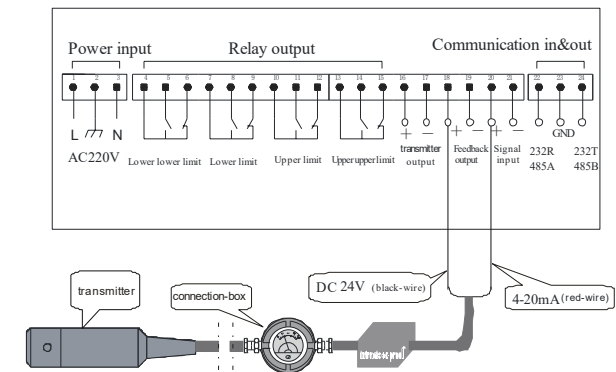 Power input Relay output Communication in&out
1 2 3 4 5 6 7 8 9 10 11 12 13 14 15 16 17 18 19 20 21 22 23 24
+ − + − + −
L N GND
AC220V Lower lower limit Lower limit Upper limit Upper upper limit
transmitter output
Feedback output
Signal input
232R 232T
485A 485B
DC 24V (black-wire)
4-20mA (red-wire)
transmitter
connection-box